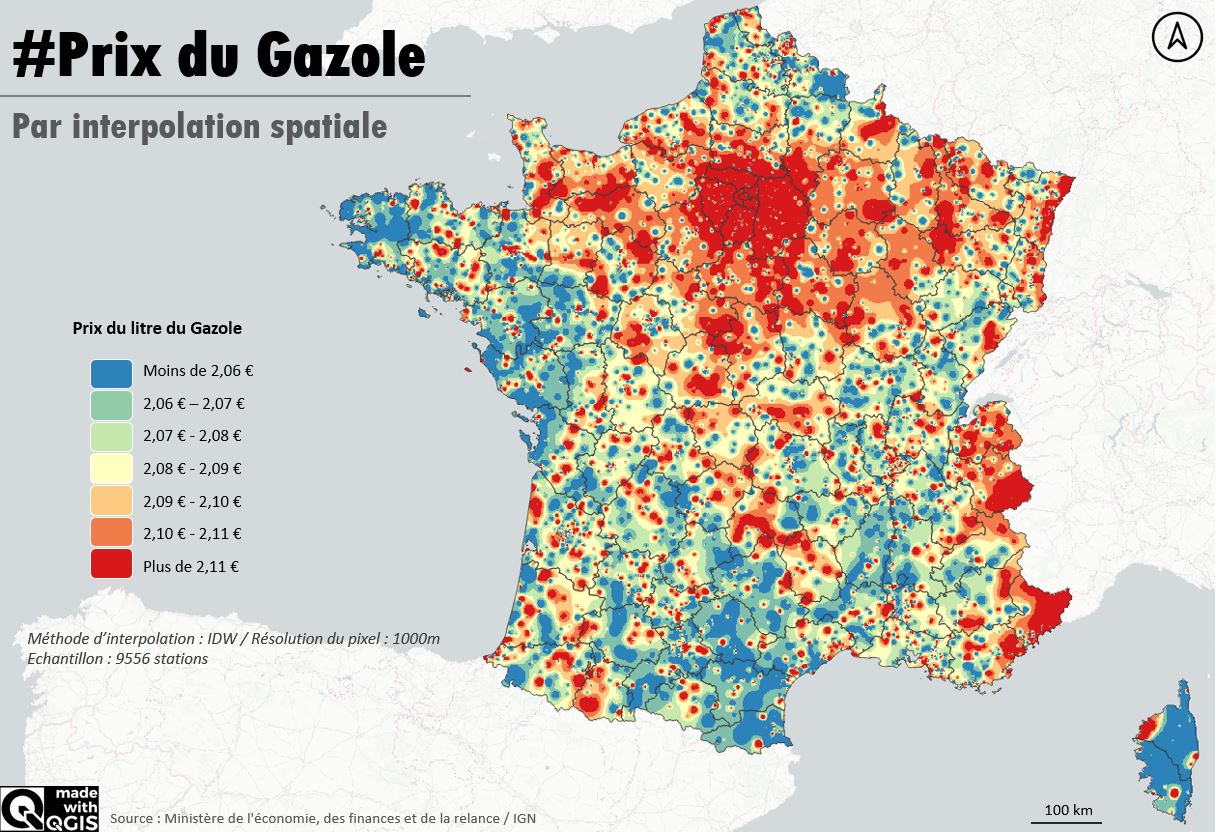 #Prix du Gazole
Par interpolation spatiale
Prix du litre du Gazole
Moins de 2,06 €
2,06 € – 2,07 €
2,07 € - 2,08 €
2,08 € - 2,09 €
2,09 € - 2,10 €
2,10 € - 2,11 €
Plus de 2,11 €
Méthode d’interpolation : IDW / Résolution du pixel : 1000m
Echantillon : 9556 stations
made
with
QGIS
Source : Ministère de l'économie, des finances et de la relance / IGN
100 km